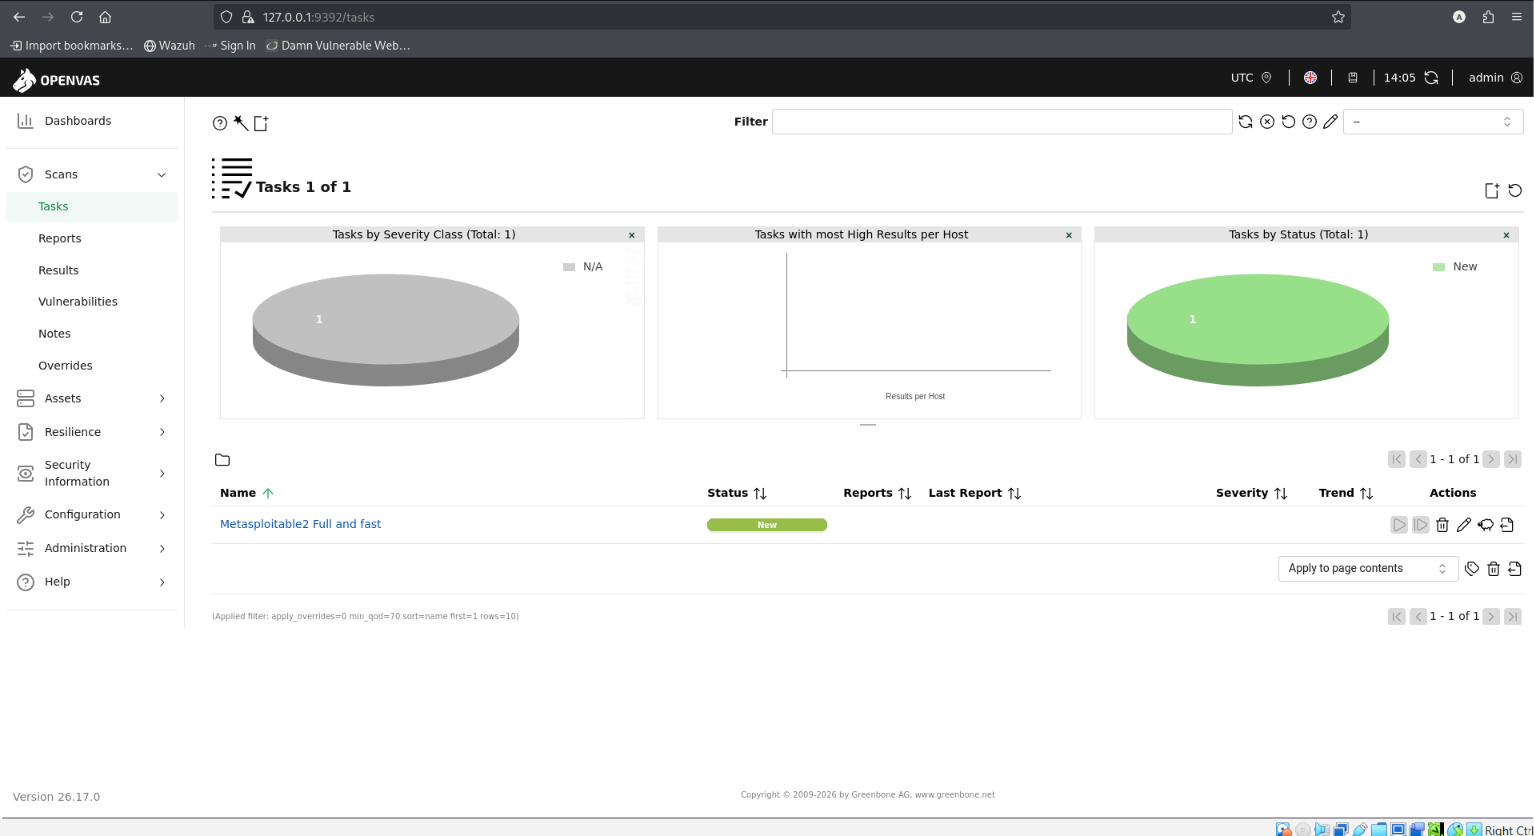 127.0.0.1:9392/tasks
Import bookmarks... Wazuh Sign In Damn Vulnerable Web...
OPENVAS UTC 14:05 admin
Dashboards
Scans
Tasks
Reports
Results
Vulnerabilities
Notes
Overrides
Assets
Resilience
Security
Information
Configuration
Administration
Help
Version 26.17.0
Filter --
Tasks 1 of 1
Tasks by Severity Class (Total: 1) ×
N/A
1
Tasks with most High Results per Host ×
Results per Host
Tasks by Status (Total: 1) ×
New
1
1 - 1 of 1
Name Status Reports Last Report Severity Trend Actions
Metasploitable2 Full and fast New
Apply to page contents
(Applied filter: apply_overrides=0 min_qod=70 sort=name first=1 rows=10) 1 - 1 of 1
Copyright © 2009-2026 by Greenbone AG, www.greenbone.net
Right Ctrl